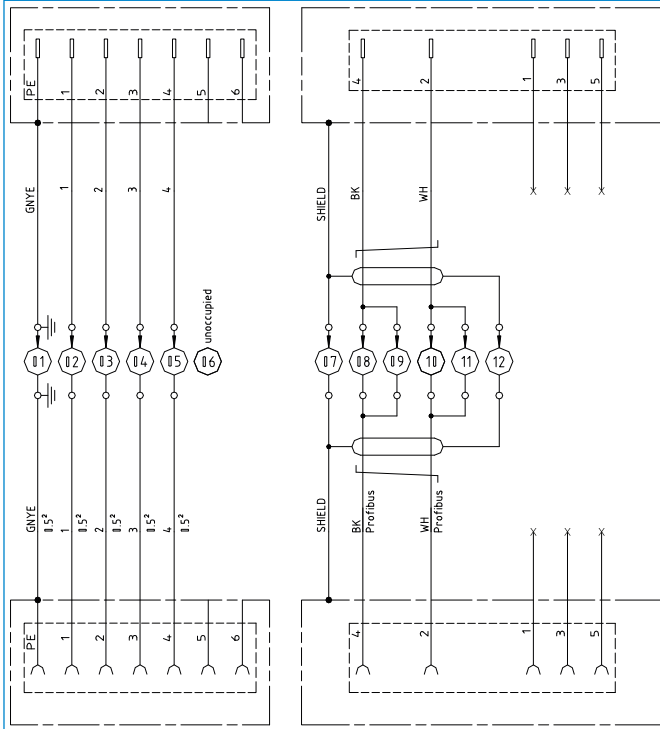 PE 1 2 3 4 5 6
4 2 1 3 5
GNYE 1 2 3 4
SHIELD BK WH
unoccupied
01 02 03 04 05 06 07 08 09 10 11 12
GNYE 0.5² 1 0.5² 2 0.5² 3 0.5² 4 0.5²
SHIELD BK Profibus WH Profibus
PE 1 2 3 4 5 6
4 2 1 3 5